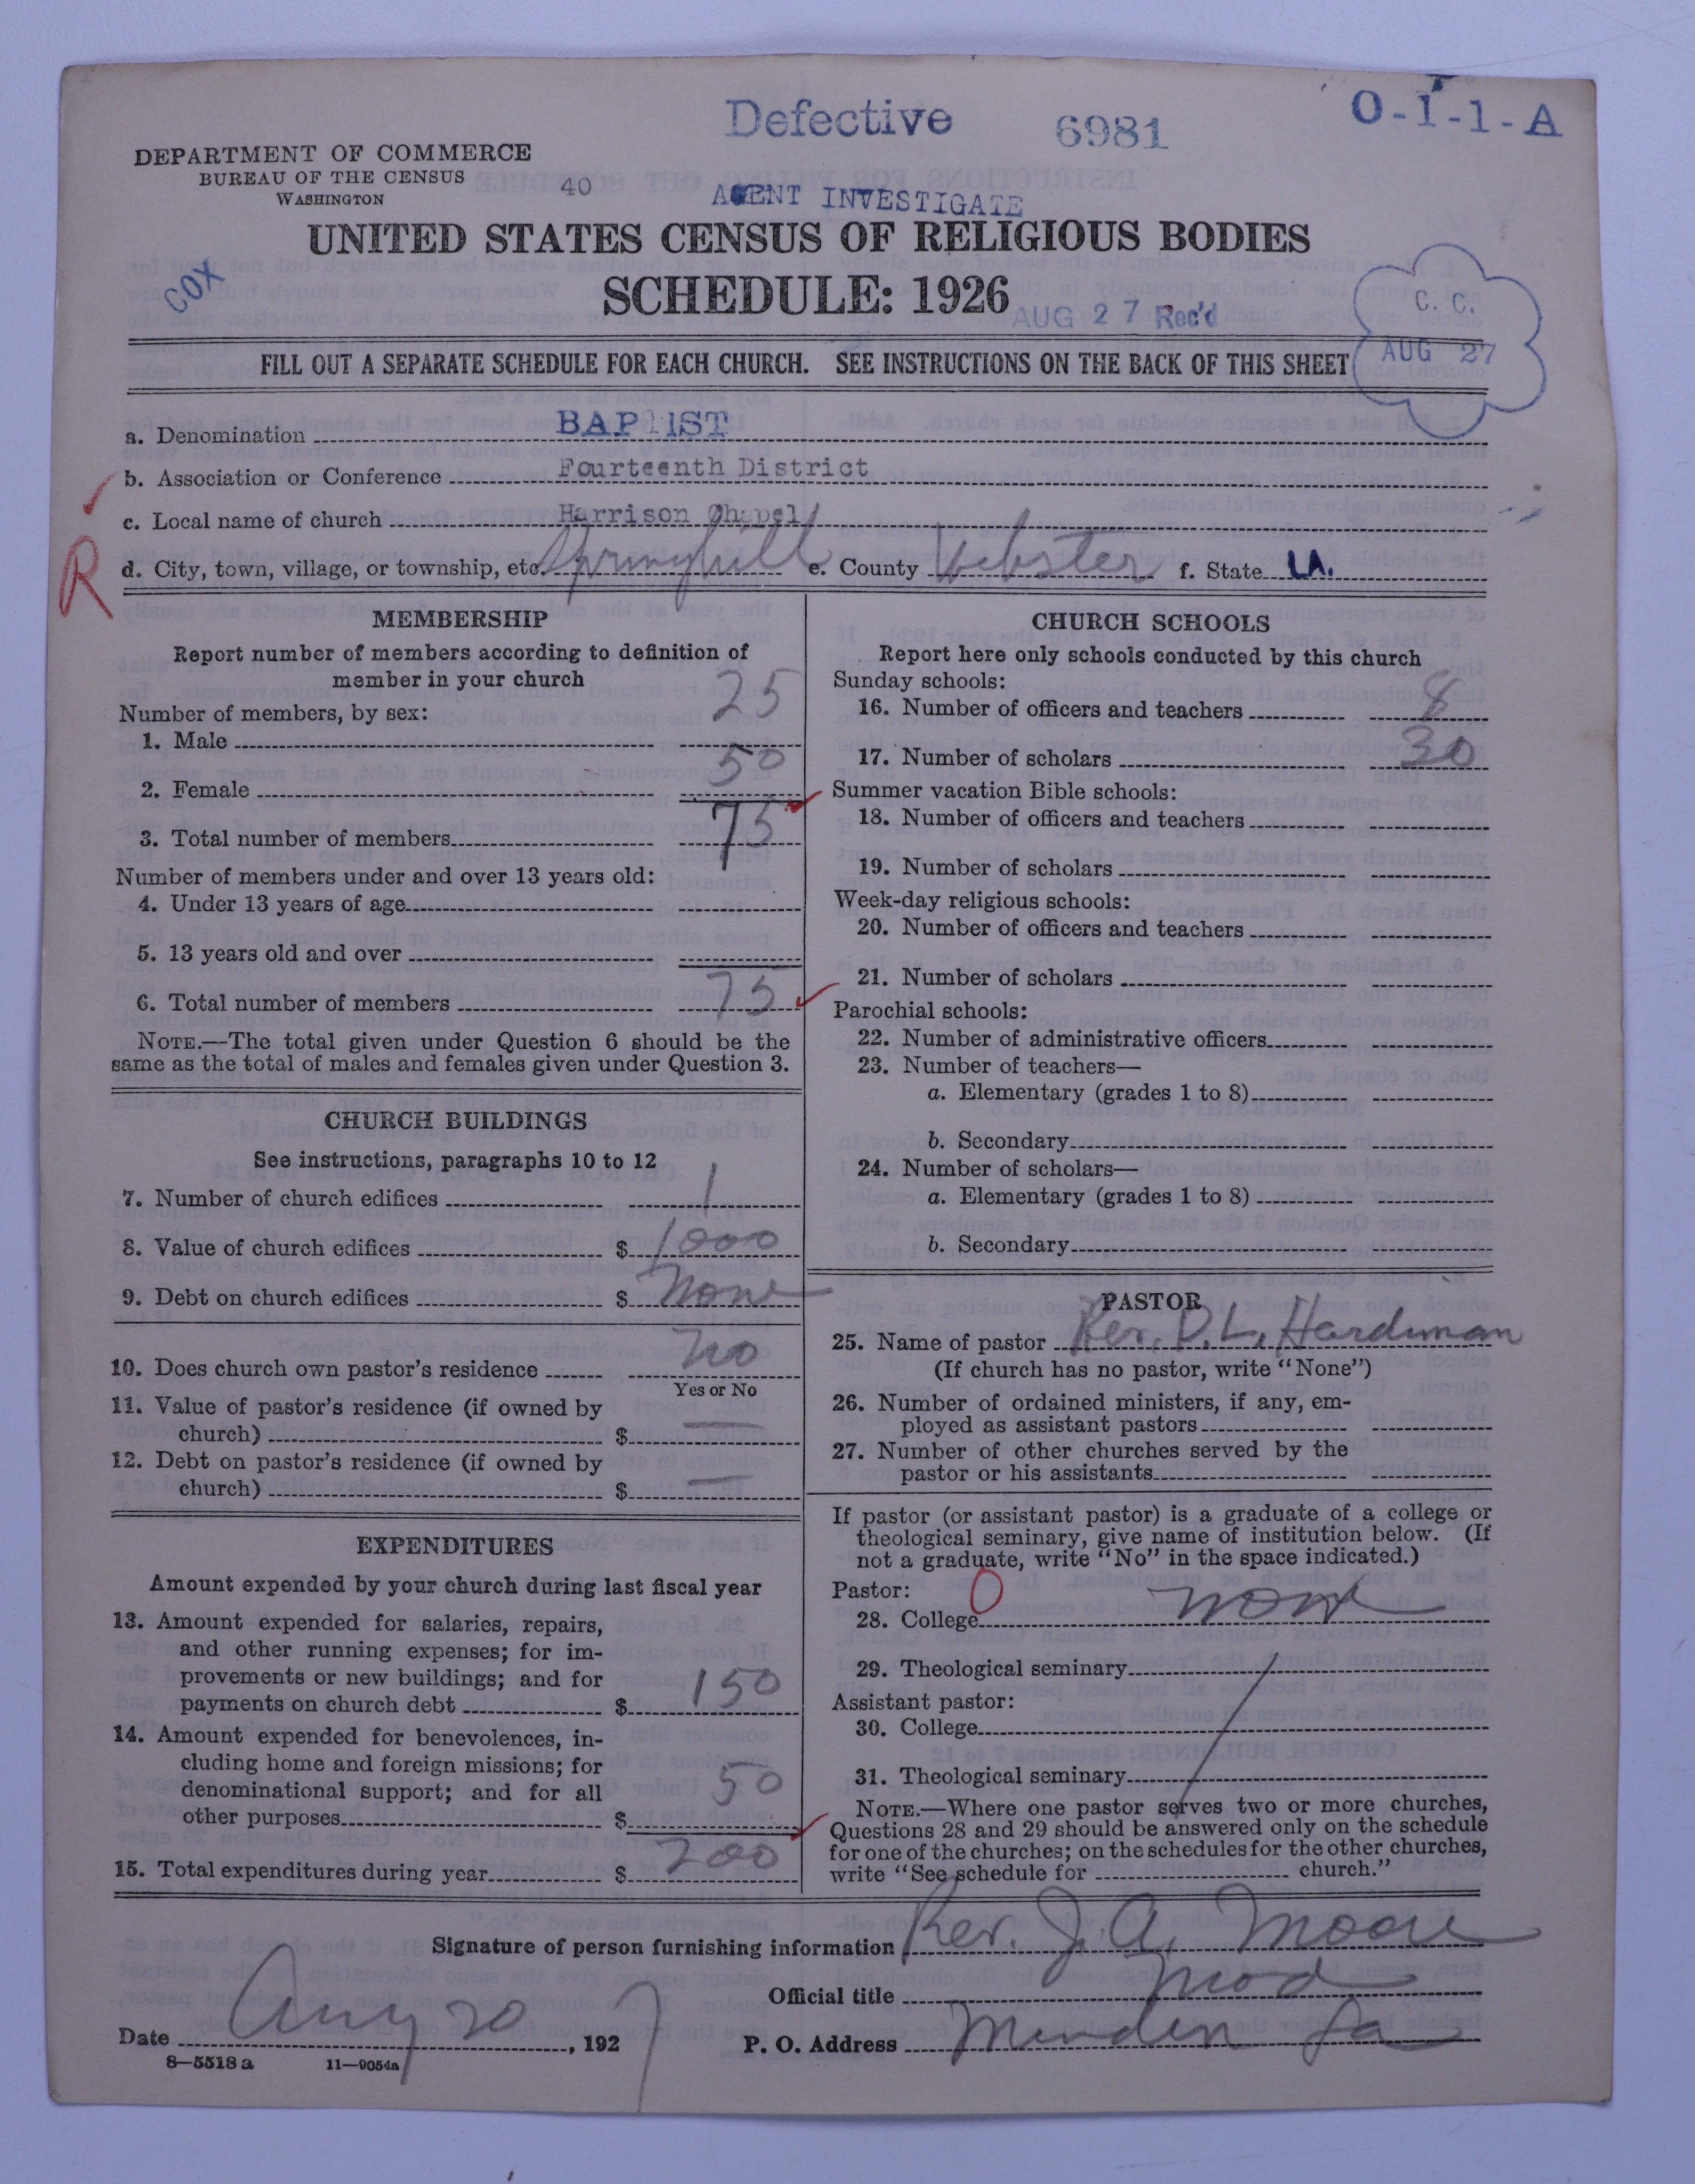 Defective 6981 O-1-1-A
DEPARTMENT OF COMMERCE
BUREAU OF THE CENSUS
WASHINGTON
40 AGENT INVESTIGATE
UNITED STATES CENSUS OF RELIGIOUS BODIES
COX
SCHEDULE: 1926
AUG 27 Rec'd
C. C.
AUG 27
FILL OUT A SEPARATE SCHEDULE FOR EACH CHURCH. SEE INSTRUCTIONS ON THE BACK OF THIS SHEET
a. Denomination BAPTIST
b. Association or Conference Fourteenth District
c. Local name of church Harrison Chapel
R
d. City, town, village, or township, etc. Springhill e. County Webster f. State LA.
MEMBERSHIP
Report number of members according to definition of
member in your church
Number of members, by sex:
1. Male 25
2. Female 50
3. Total number of members 75
Number of members under and over 13 years old:
4. Under 13 years of age
5. 13 years old and over
6. Total number of members 75
NOTE.—The total given under Question 6 should be the
same as the total of males and females given under Question 3.
CHURCH BUILDINGS
See instructions, paragraphs 10 to 12
7. Number of church edifices 1
8. Value of church edifices $ 1000
9. Debt on church edifices $ None
10. Does church own pastor's residence no
Yes or No
11. Value of pastor's residence (if owned by
church) $ —
12. Debt on pastor's residence (if owned by
church) $ —
EXPENDITURES
Amount expended by your church during last fiscal year
13. Amount expended for salaries, repairs,
and other running expenses; for im-
provements or new buildings; and for
payments on church debt $ 150
14. Amount expended for benevolences, in-
cluding home and foreign missions; for
denominational support; and for all
other purposes $ 50
15. Total expenditures during year $ 200
CHURCH SCHOOLS
Report here only schools conducted by this church
Sunday schools:
16. Number of officers and teachers 8
17. Number of scholars 30
Summer vacation Bible schools:
18. Number of officers and teachers
19. Number of scholars
Week-day religious schools:
20. Number of officers and teachers
21. Number of scholars
Parochial schools:
22. Number of administrative officers
23. Number of teachers—
a. Elementary (grades 1 to 8)
b. Secondary
24. Number of scholars—
a. Elementary (grades 1 to 8)
b. Secondary
PASTOR
25. Name of pastor Rev. D. L. Hardiman
(If church has no pastor, write "None")
26. Number of ordained ministers, if any, em-
ployed as assistant pastors
27. Number of other churches served by the
pastor or his assistants
If pastor (or assistant pastor) is a graduate of a college or
theological seminary, give name of institution below. (If
not a graduate, write "No" in the space indicated.)
Pastor:
28. College none
29. Theological seminary
Assistant pastor:
30. College
31. Theological seminary
NOTE.—Where one pastor serves two or more churches,
Questions 28 and 29 should be answered only on the schedule
for one of the churches; on the schedules for the other churches,
write "See schedule for church."
Signature of person furnishing information Rev. J. A. Moore
Official title Mod
Date Aug 20, 1927 P. O. Address Minden La
8—5518a 11—9054a